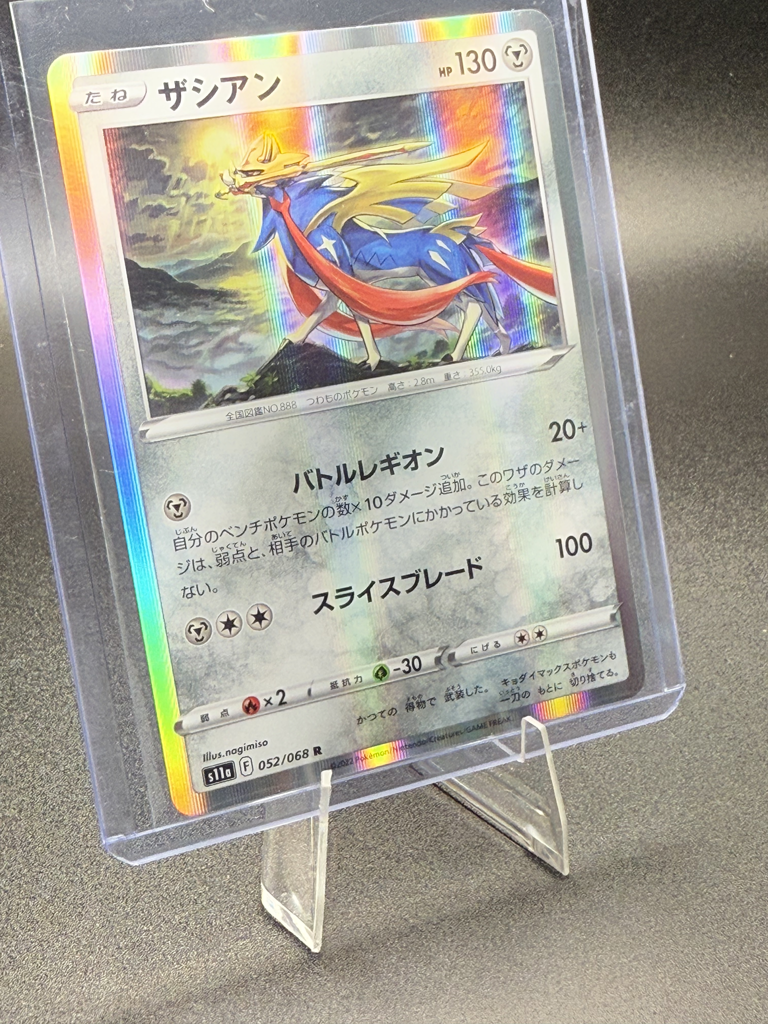 たね ザシアン HP 130
全国図鑑NO.888 つわものポケモン 高さ:2.8m 重さ:355.0kg
バトルレギオン 20+
自分のベンチポケモンの数×10ダメージ追加。このワザのダメー
ジは、弱点と、相手のバトルポケモンにかかっている効果を計算し
ない。
スライスブレード 100
弱点 ×2 抵抗力 -30 にげる
かつての 得物で 武装した。 キョダイマックスポケモンも
一刀の もとに 切り捨てる。
Illus.nagimiso
s11a F 052/068 R
©2022 Pokémon/Nintendo/Creatures/GAME FREAK